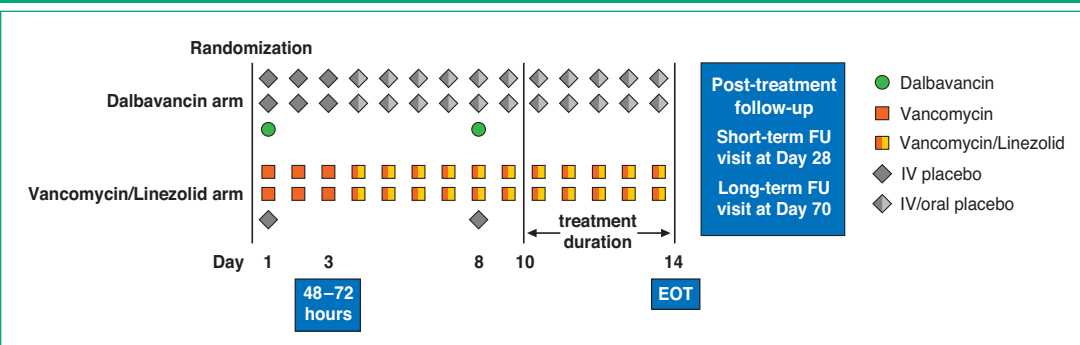 Randomization
Dalbavancin arm
Vancomycin/Linezolid arm
treatment
duration
Day 1 3 8 10 14
48–72
hours
EOT
Post-treatment
follow-up
Short-term FU
visit at Day 28
Long-term FU
visit at Day 70
Dalbavancin
Vancomycin
Vancomycin/Linezolid
IV placebo
IV/oral placebo